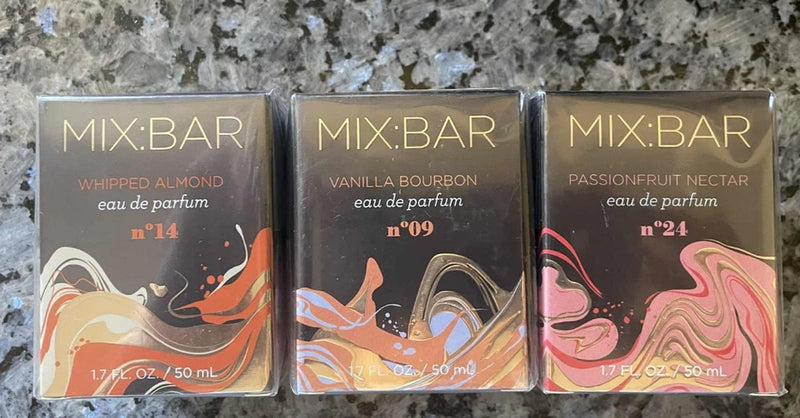 MIX:BAR
WHIPPED ALMOND
eau de parfum
nº14
1.7 FL. OZ. / 50 mL
MIX:BAR
VANILLA BOURBON
eau de parfum
nº09
1.7 FL. OZ. / 50 mL
MIX:BAR
PASSIONFRUIT NECTAR
eau de parfum
nº24
1.7 FL. OZ. / 50 mL